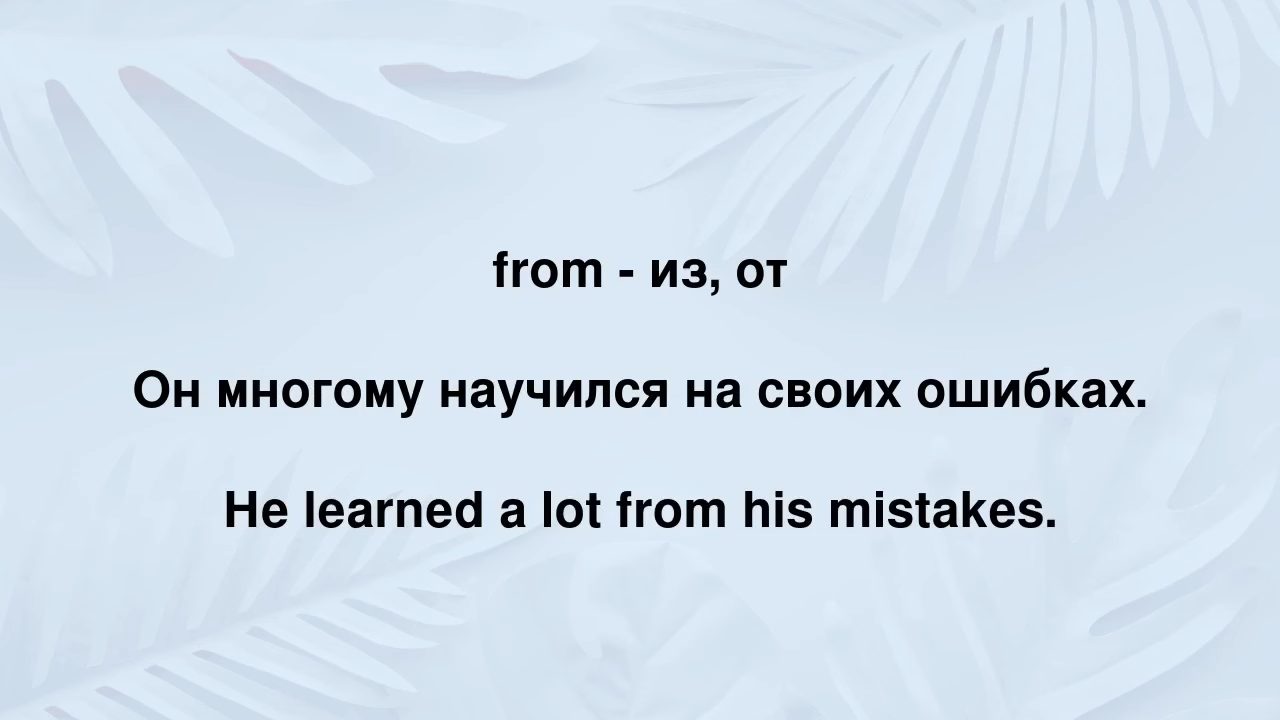 from - из, от
Он многому научился на своих ошибках.
He learned a lot from his mistakes.